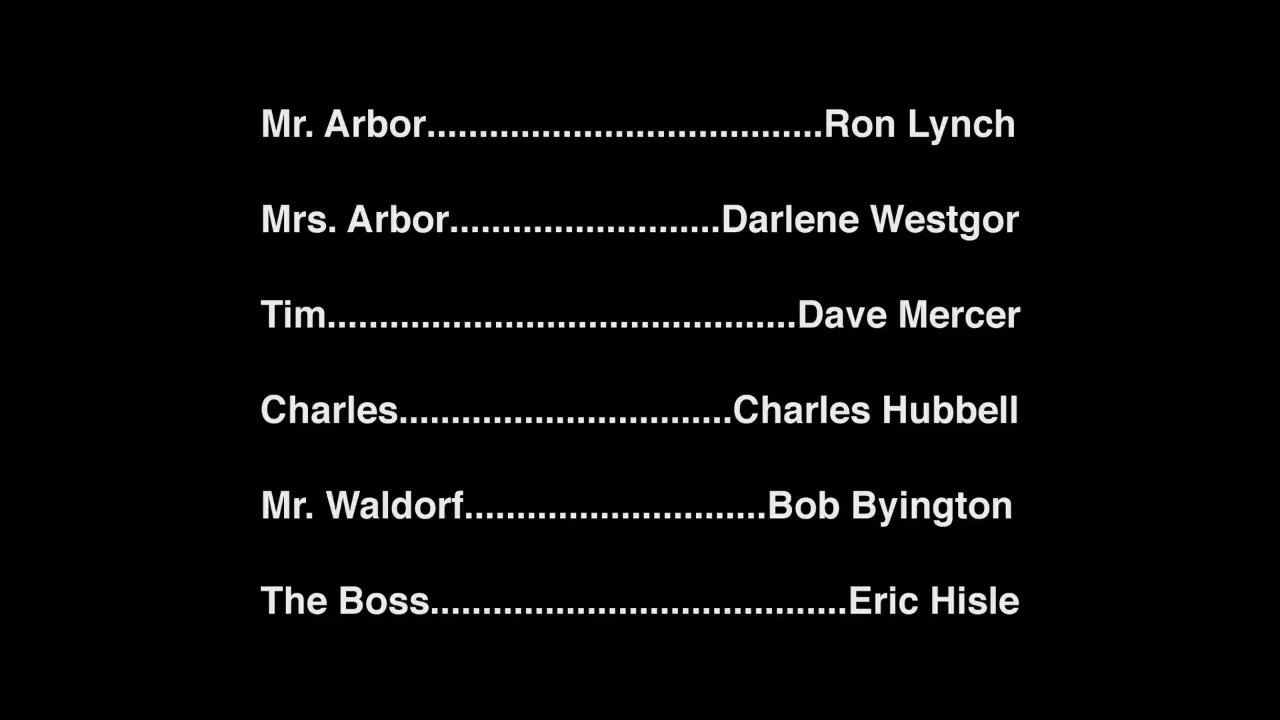 Mr. Arbor......................................Ron Lynch
Mrs. Arbor..........................Darlene Westgor
Tim.............................................Dave Mercer
Charles................................Charles Hubbell
Mr. Waldorf.............................Bob Byington
The Boss........................................Eric Hisle